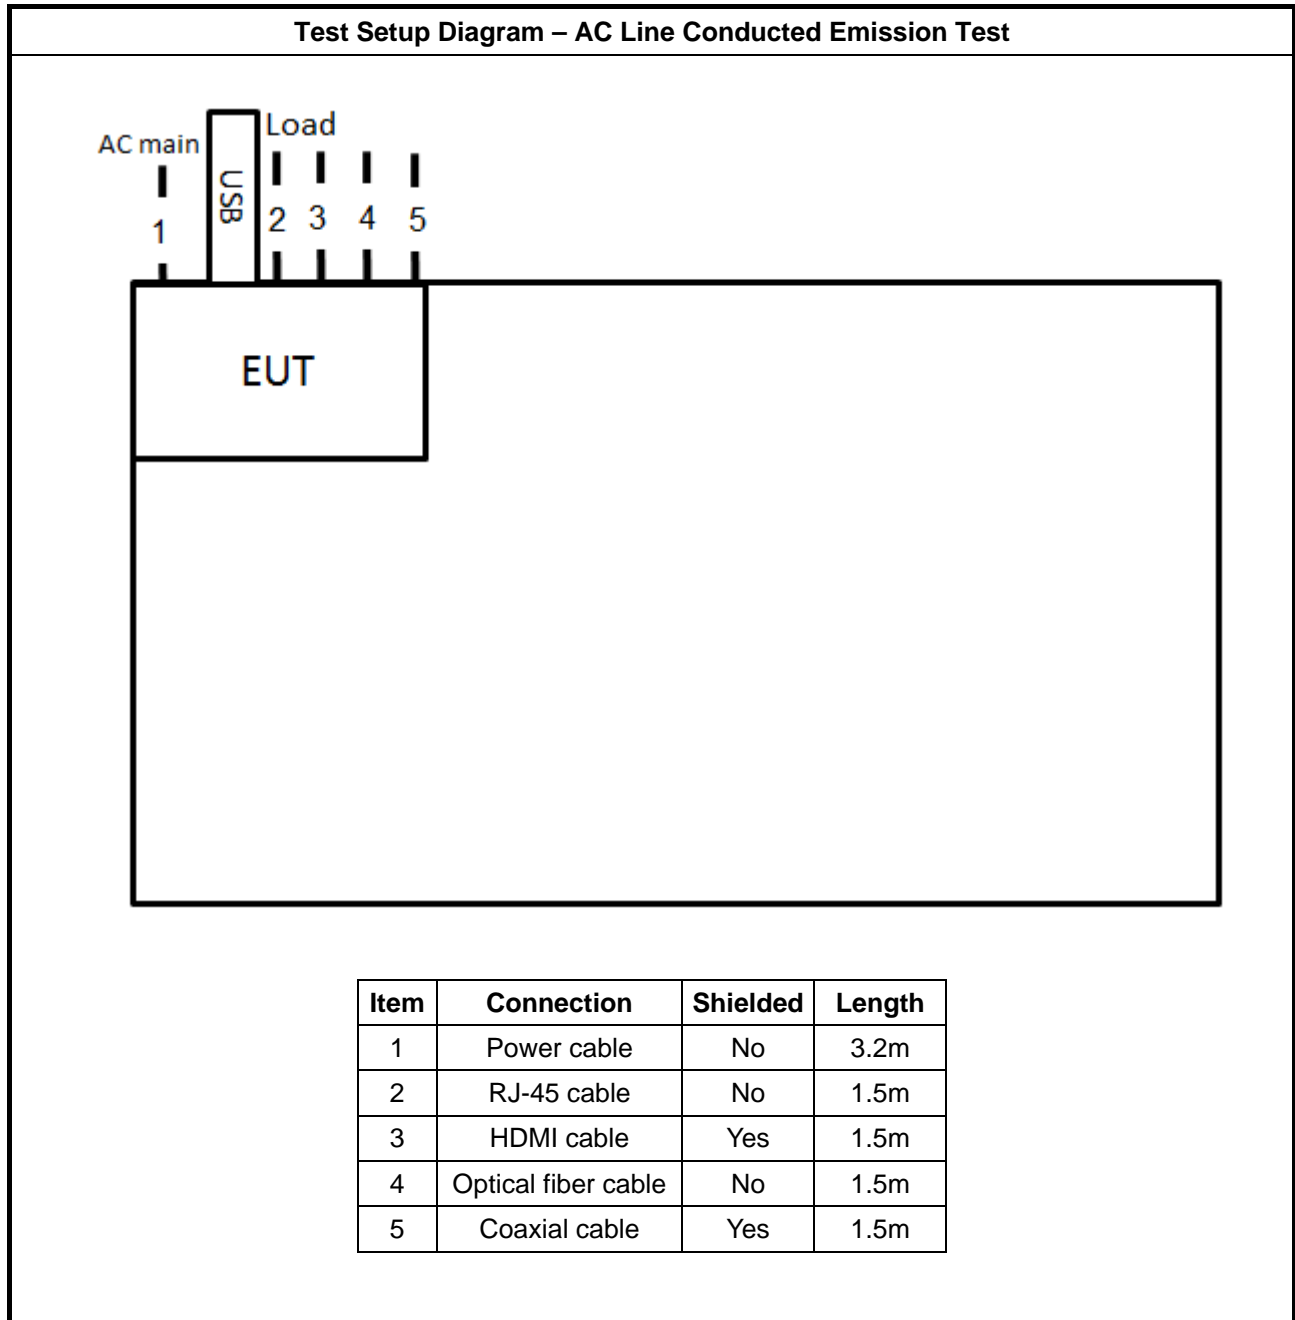 Test Setup Diagram – AC Line Conducted Emission Test
AC main
USB
Load
1
2
3
4
5
EUT
Item Connection Shielded Length
1 Power cable No 3.2m
2 RJ-45 cable No 1.5m
3 HDMI cable Yes 1.5m
4 Optical fiber cable No 1.5m
5 Coaxial cable Yes 1.5m